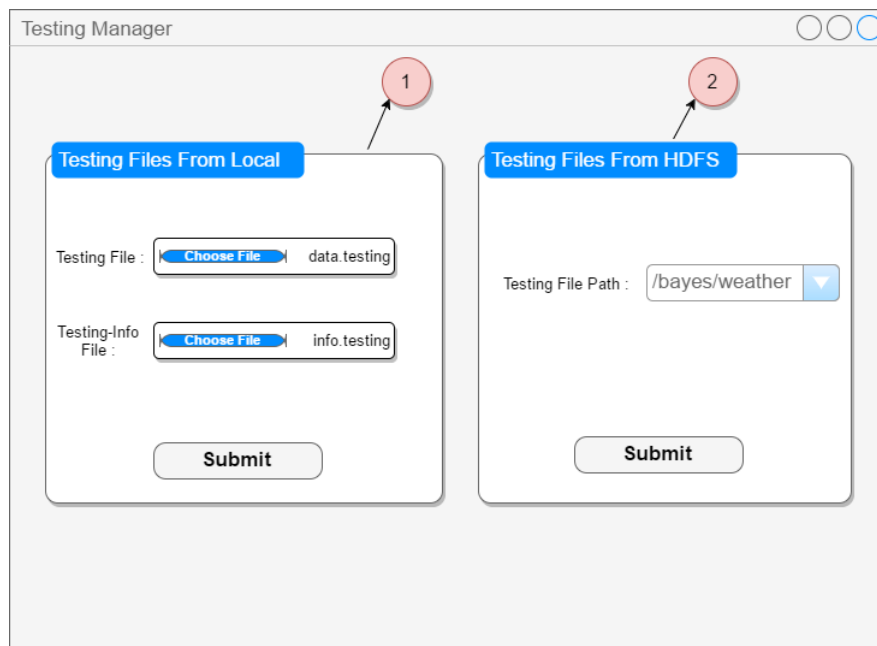 Testing Manager
1
2
Testing Files From Local
Testing File :
Choose File
data.testing
Testing-Info
File :
Choose File
info.testing
Submit
Testing Files From HDFS
Testing File Path :
/bayes/weather
Submit